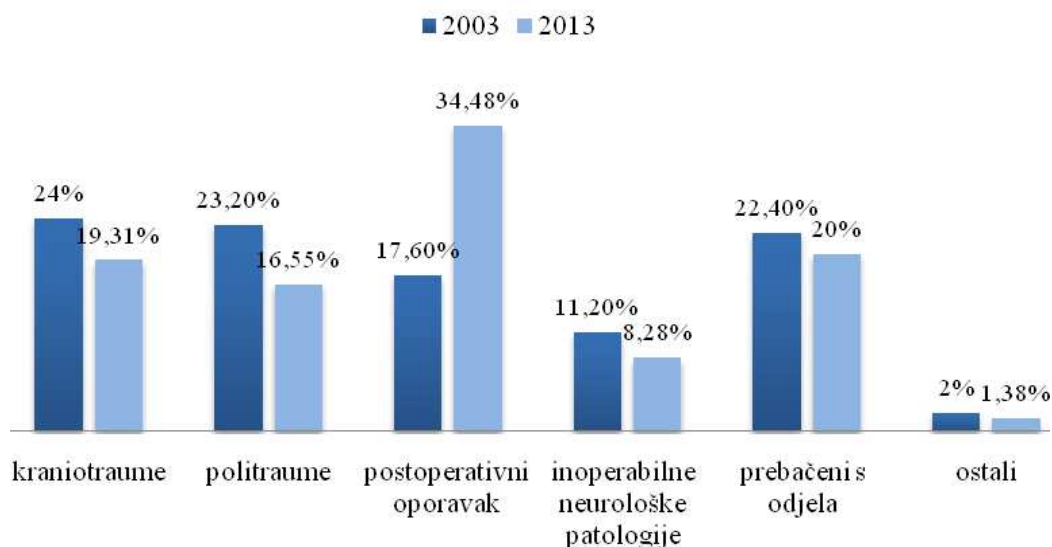 2003 2013
34,48%
24%
23,20%
22,40%
19,31%
20%
16,55%
17,60%
11,20%
8,28%
2%
1,38%
kraniotraume
politraume
postoperativni
oporavak
inoperabilne
neurološke
patologije
prebačeni s
odjela
ostali